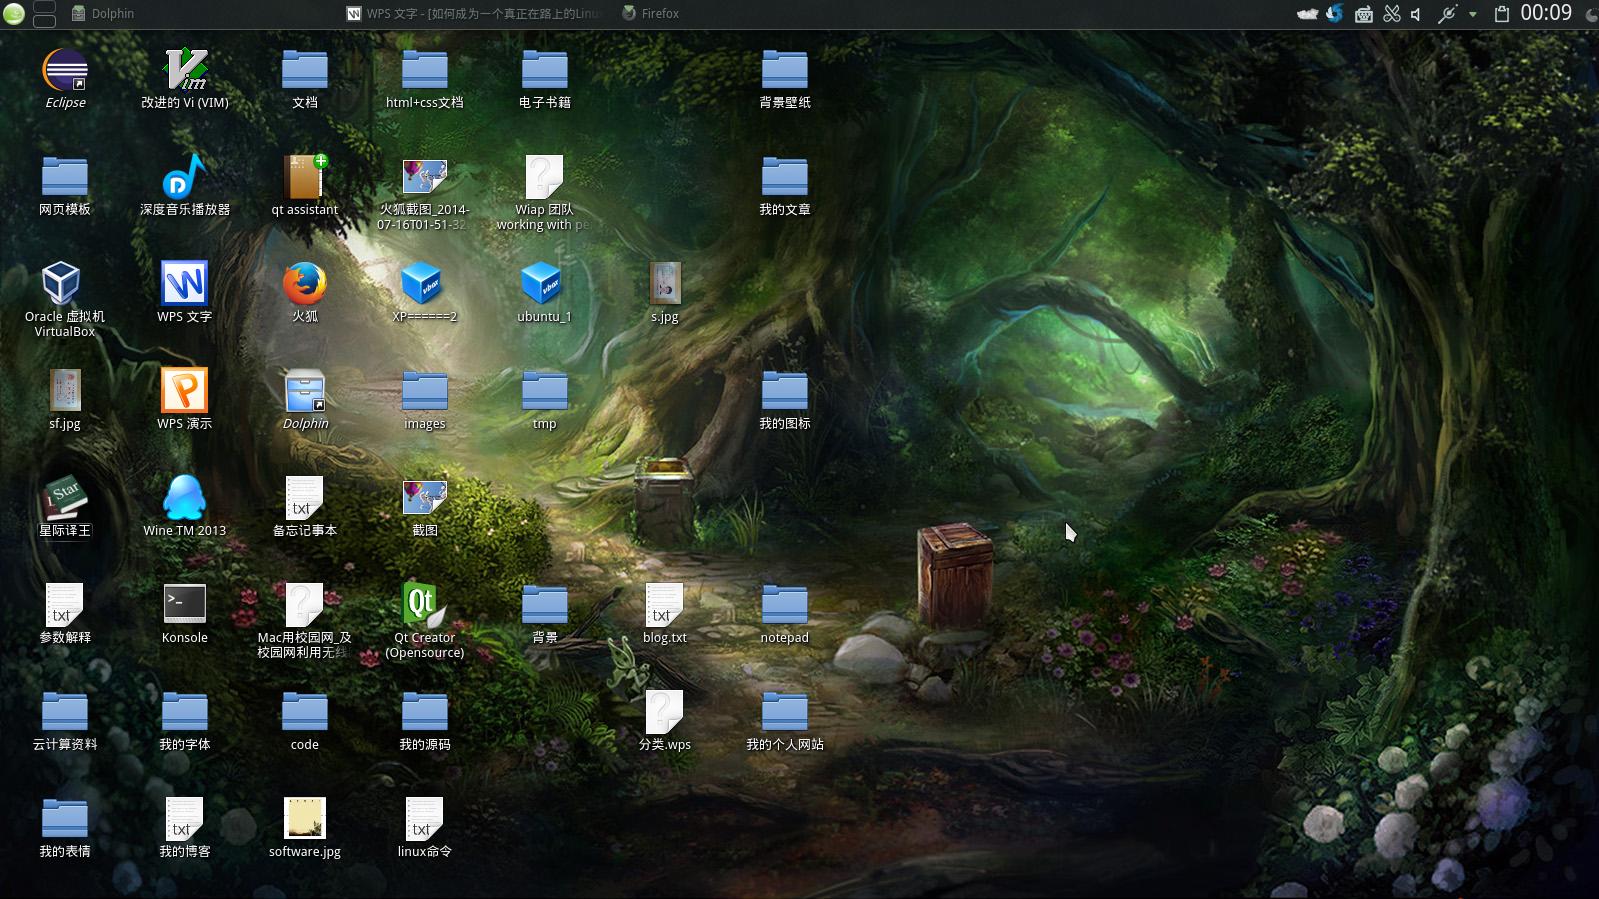 Dolphin
WPS 文字 - [如何成为一个真正在路上的Linu
Firefox
00:09
Eclipse
改进的 Vi (VIM)
文档
html+css文档
电子书籍
背景壁纸
网页模板
深度音乐播放器
qt assistant
火狐截图_2014-
07-16T01-51-32
Wiap 团队
working with pe
我的文章
Oracle 虚拟机
VirtualBox
WPS 文字
火狐
XP======2
ubuntu_1
s.jpg
sf.jpg
WPS 演示
Dolphin
images
tmp
我的图标
星际译王
Wine TM 2013
备忘记事本
截图
参数解释
Konsole
Mac用校园网_及
校园网利用无线
Qt Creator
(Opensource)
背景
blog.txt
notepad
云计算资料
我的字体
code
我的源码
分类.wps
我的个人网站
我的表情
我的博客
software.jpg
linux命令